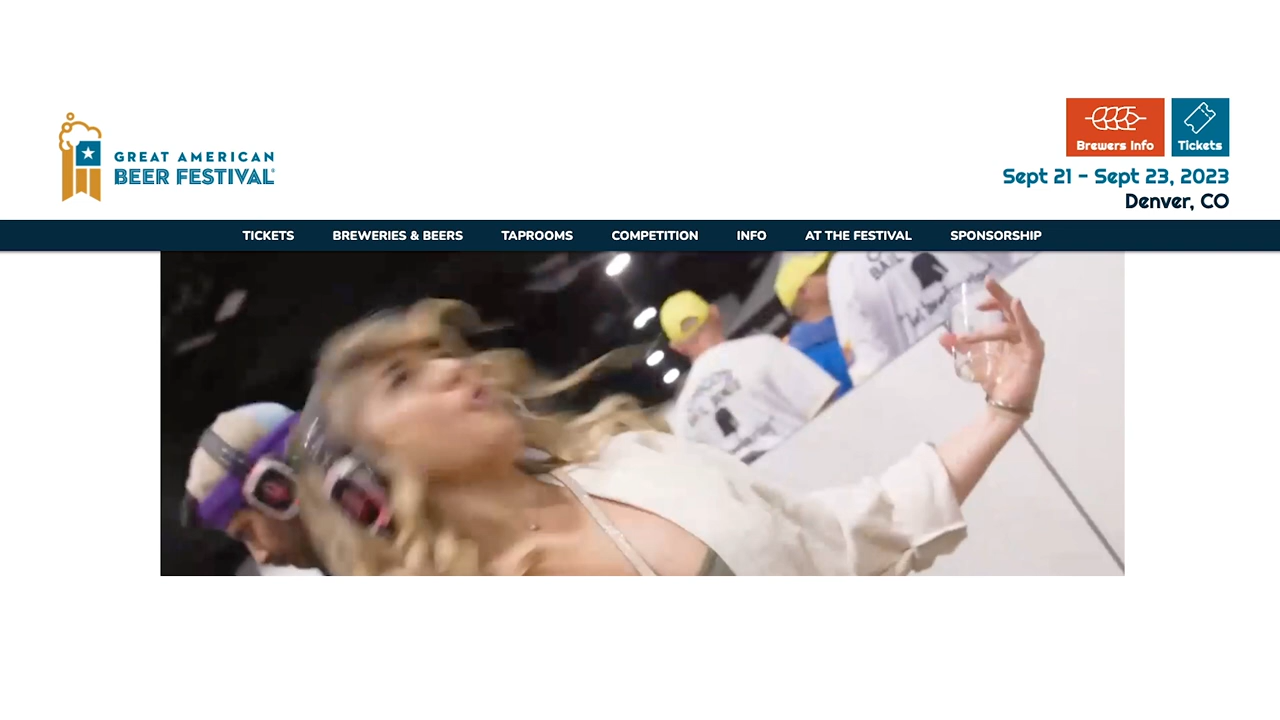 Brewers Info
Tickets
GREAT AMERICAN
BEER FESTIVAL
Sept 21 - Sept 23, 2023
Denver, CO
TICKETS
BREWERIES & BEERS
TAPROOMS
COMPETITION
INFO
AT THE FESTIVAL
SPONSORSHIP